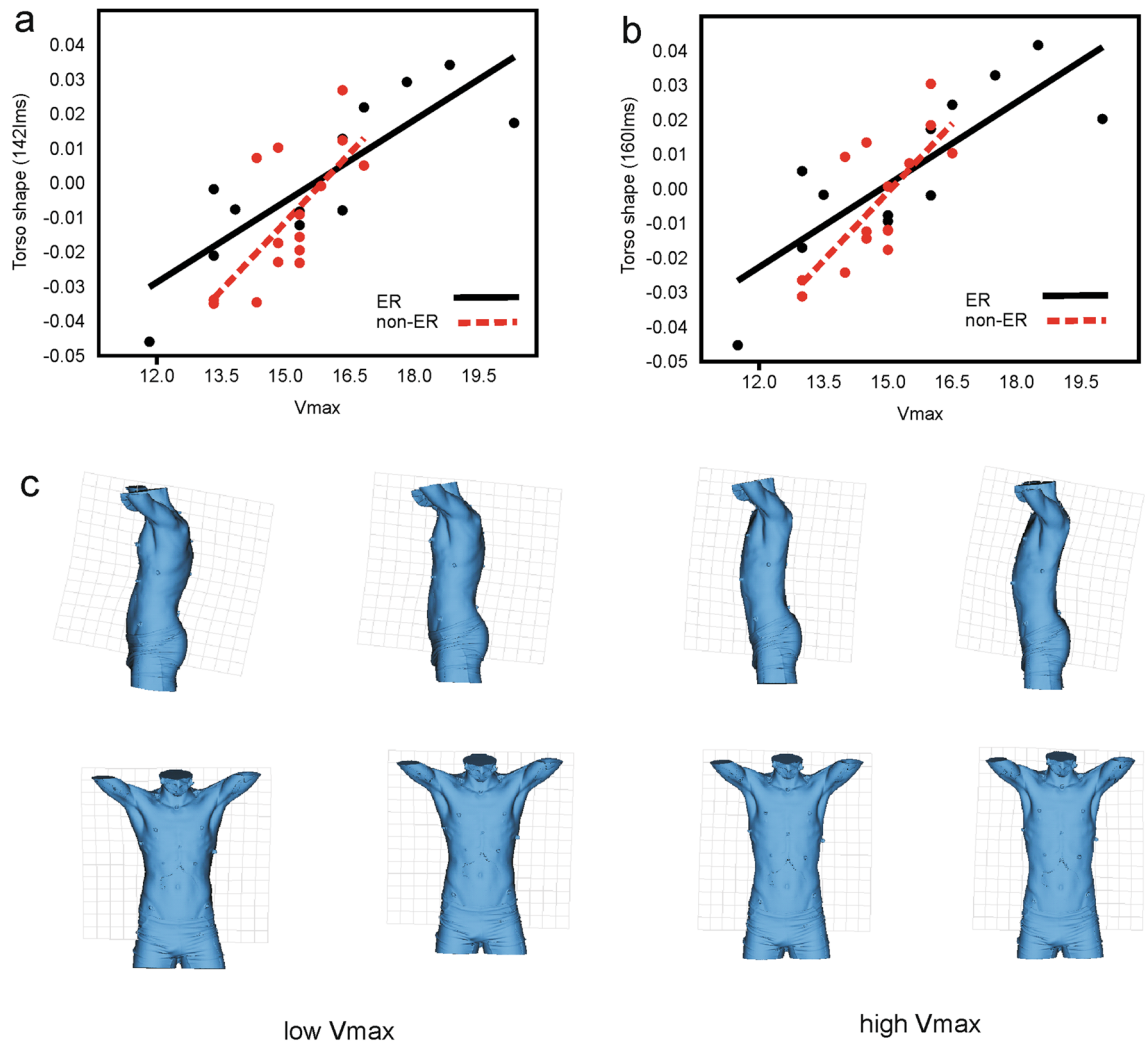 a
Torso shape (142lms)
0.04
0.03
0.02
0.01
0.00
-0.01
-0.02
-0.03
-0.04
-0.05
ER
non-ER
12.0 13.5 15.0 16.5 18.0 19.5
Vmax
b
Torso shape (160lms)
0.04
0.03
0.02
0.01
0.00
-0.01
-0.02
-0.03
-0.04
-0.05
ER
non-ER
12.0 13.5 15.0 16.5 18.0 19.5
Vmax
c
low Vmax
high Vmax